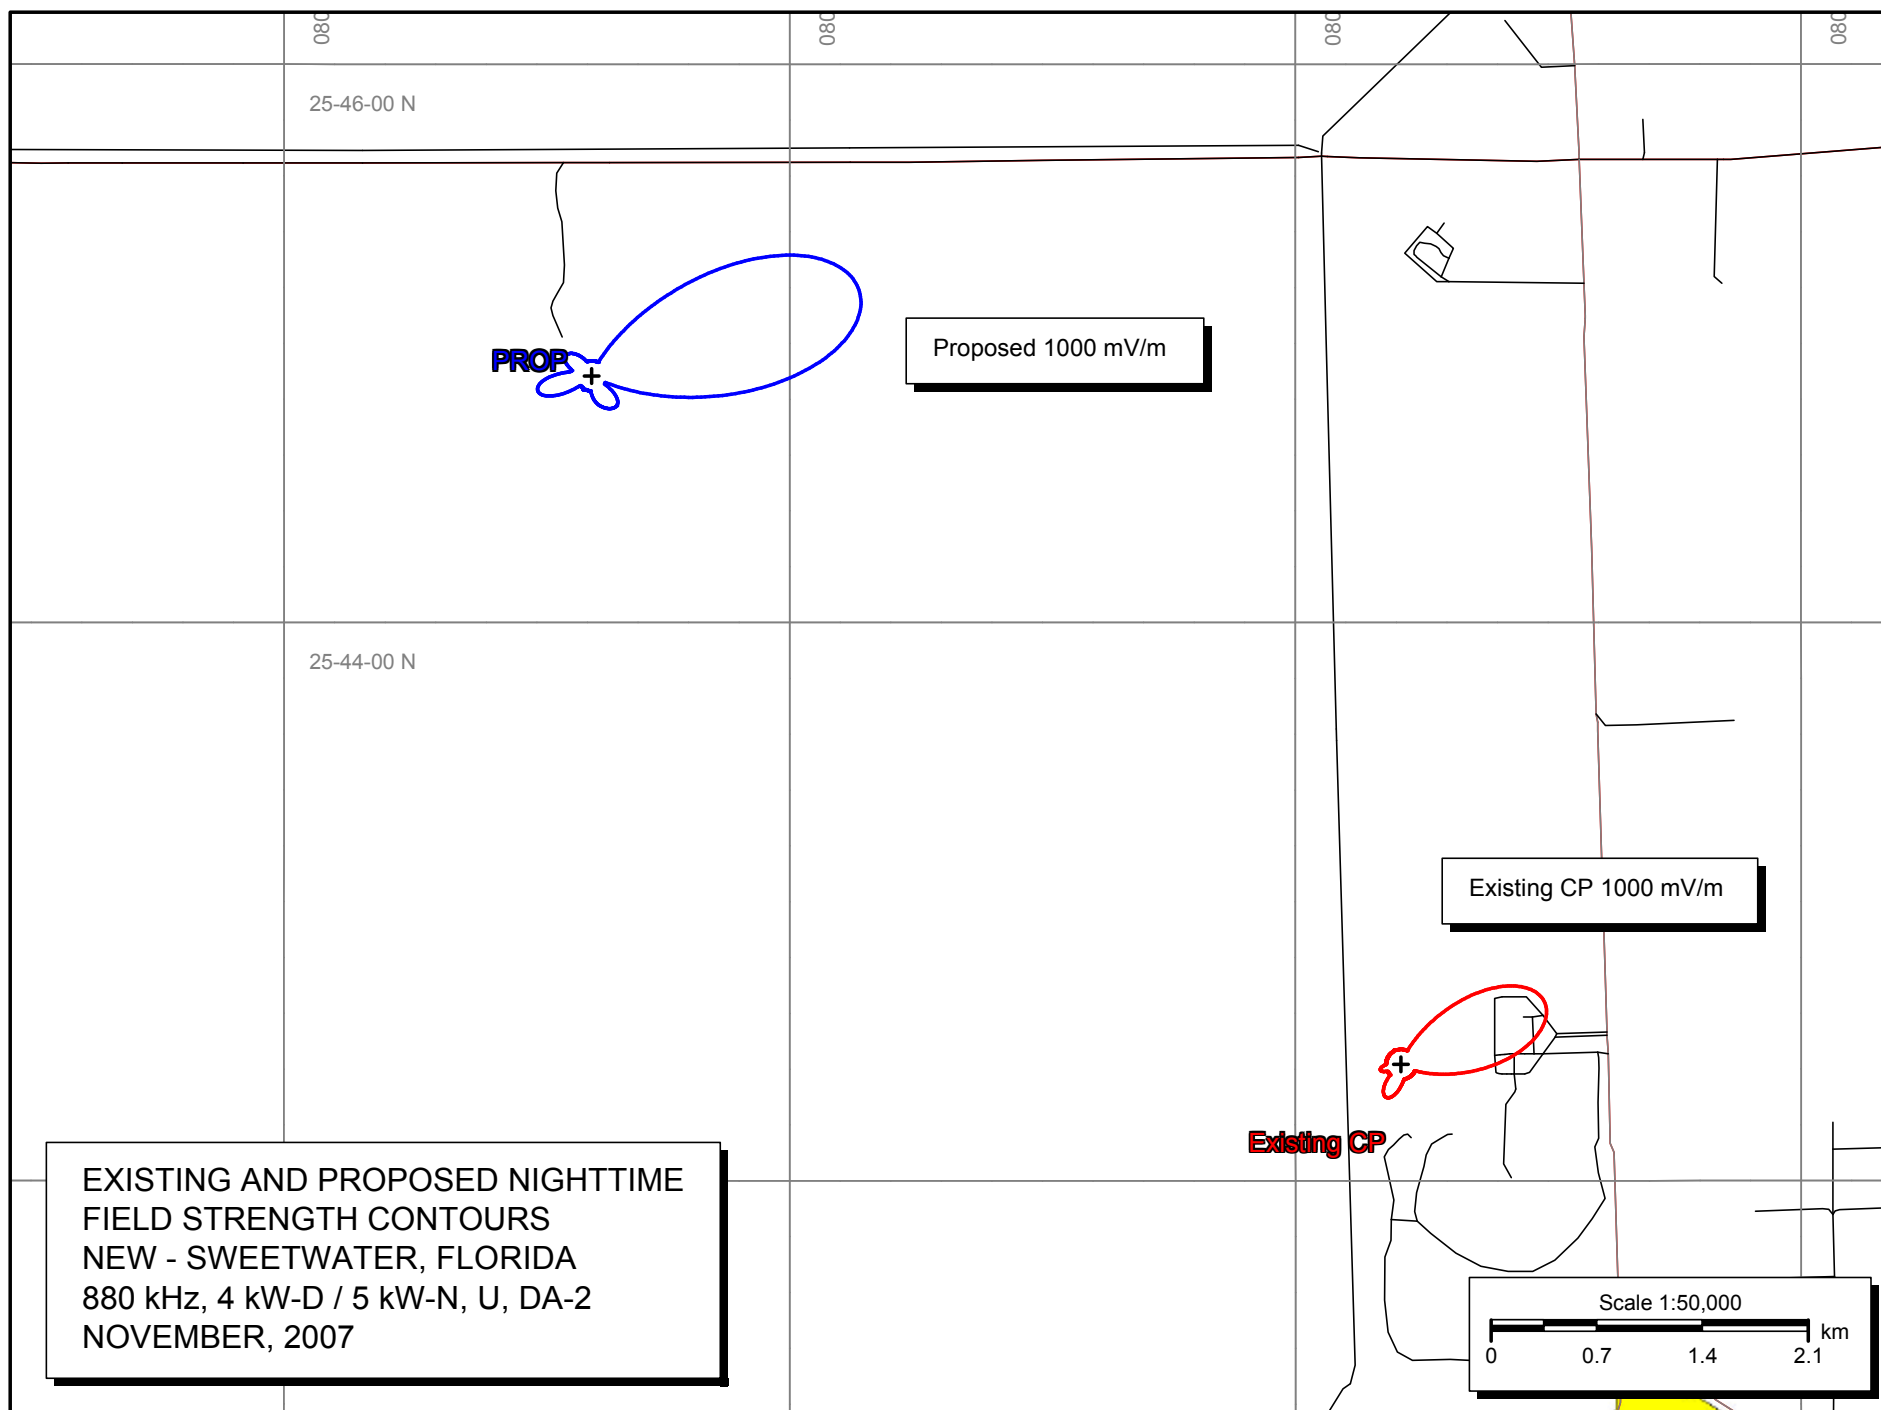 080
080
080
080
25-46-00 N
Proposed 1000 mV/m
PROP
25-44-00 N
Existing CP 1000 mV/m
Existing CP
EXISTING AND PROPOSED NIGHTTIME
FIELD STRENGTH CONTOURS
NEW - SWEETWATER, FLORIDA
880 kHz, 4 kW-D / 5 kW-N, U, DA-2
NOVEMBER, 2007
Scale 1:50,000
km
0 0.7 1.4 2.1